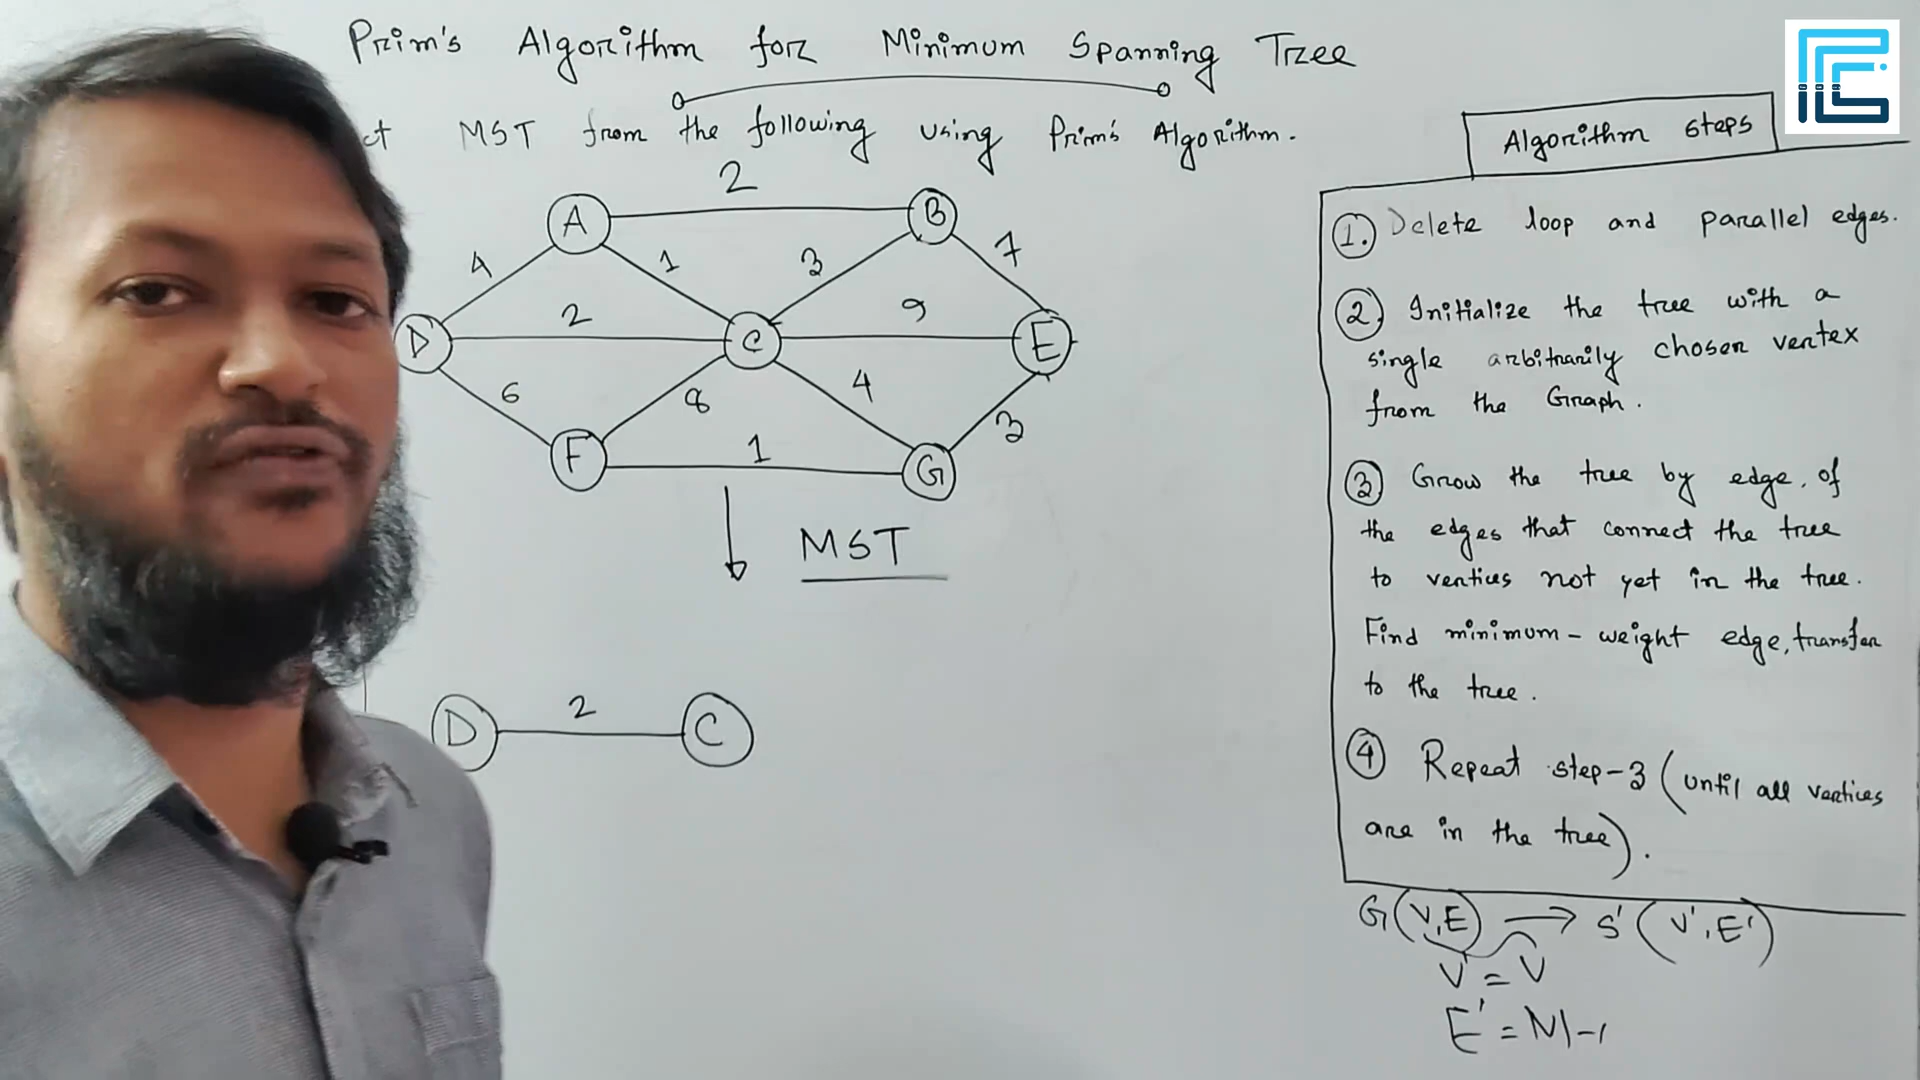 Prim's Algorithm for Minimum Spanning Tree
ct MST from the following using Prim's Algorithm.
2
A B
4 1 3 7
2 9
D C E
6 8 4 3
1
F G
MST
D 2 C
Algorithm steps
1. Delete loop and parallel edges.
2. Initialize the tree with a
single arbitrarily chosen vertex
from the Graph.
3 Grow the tree by edge, of
the edges that connect the tree
to vertices not yet in the tree.
Find minimum-weight edge, transfer
to the tree.
4 Repeat step-3 (until all vertices
are in the tree).
G(V,E) → S'(V',E')
V' = V
E' = |V|-1